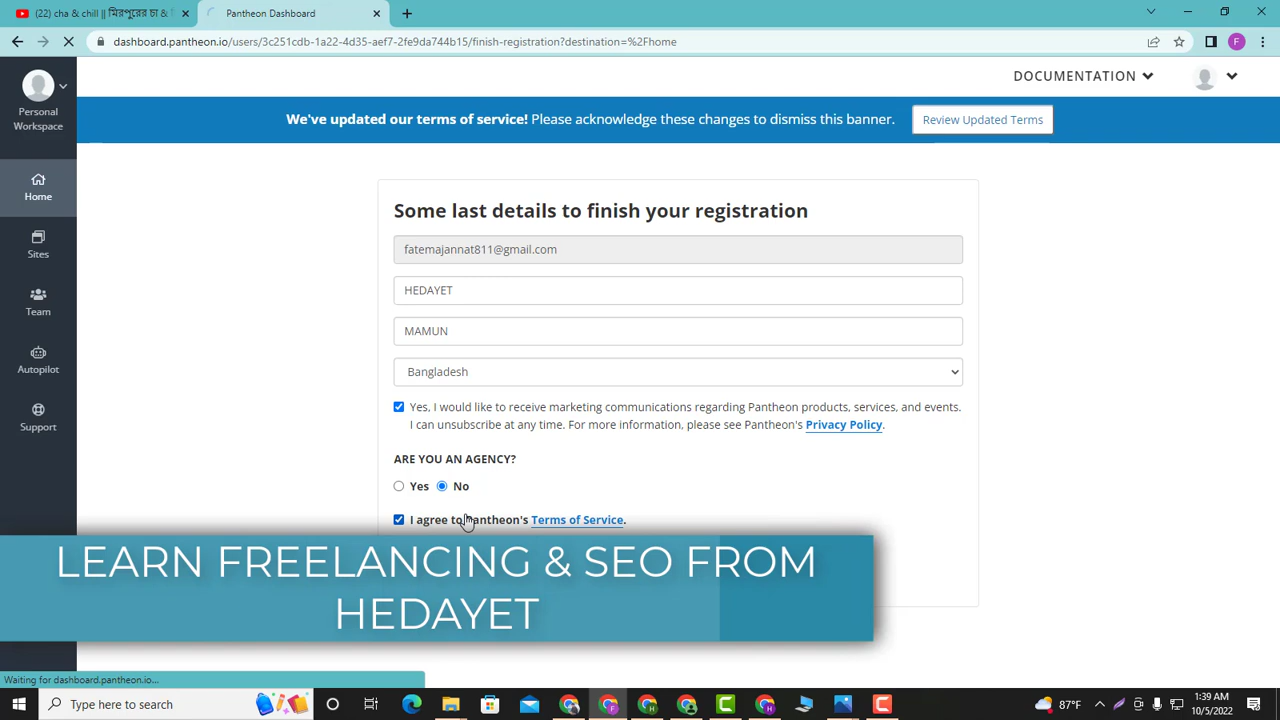 (22) cha & chill || মিরপুরের চা &
Pantheon Dashboard
dashboard.pantheon.io/users/3c251cdb-1a22-4d35-aef7-2fe9da744b15/finish-registration?destination=%2Fhome
F
DOCUMENTATION
Personal
Workspace
We've updated our terms of service! Please acknowledge these changes to dismiss this banner.
Review Updated Terms
Home
Sites
Team
Autopilot
Support
Some last details to finish your registration
fatemajannat811@gmail.com
HEDAYET
MAMUN
Bangladesh
Yes, I would like to receive marketing communications regarding Pantheon products, services, and events.
I can unsubscribe at any time. For more information, please see Pantheon's Privacy Policy.
ARE YOU AN AGENCY?
Yes No
I agree to Pantheon's Terms of Service.
LEARN FREELANCING & SEO FROM
HEDAYET
Waiting for dashboard.pantheon.io...
Type here to search
87°F
1:39 AM
10/5/2022